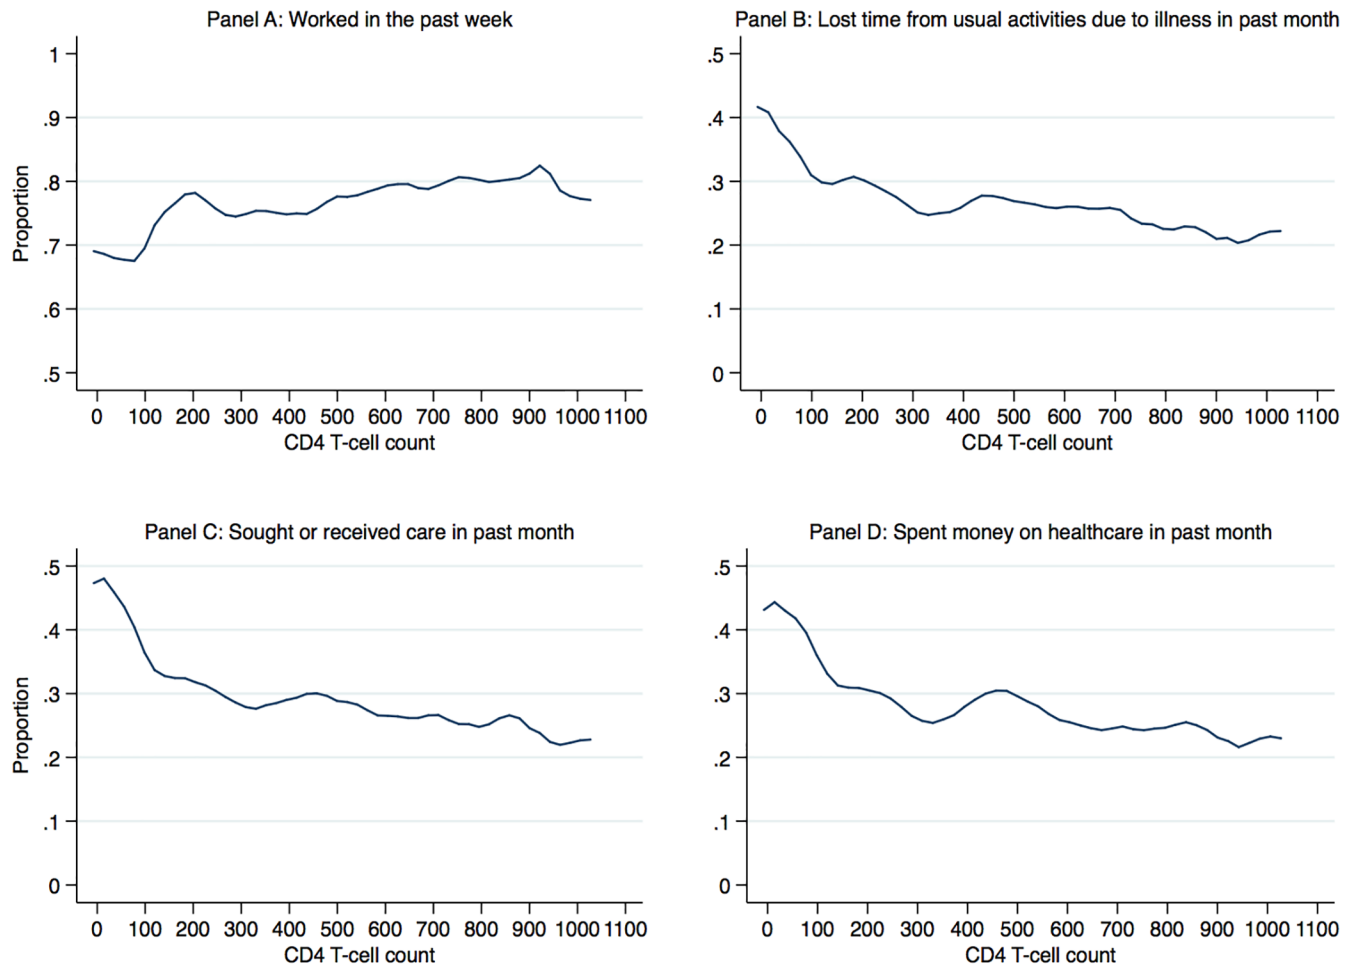 Panel A: Worked in the past week
Proportion
1
.9
.8
.7
.6
.5
0 100 200 300 400 500 600 700 800 900 1000 1100
CD4 T-cell count
Panel B: Lost time from usual activities due to illness in past month
.5
.4
.3
.2
.1
0
0 100 200 300 400 500 600 700 800 900 1000 1100
CD4 T-cell count
Panel C: Sought or received care in past month
Proportion
.5
.4
.3
.2
.1
0
0 100 200 300 400 500 600 700 800 900 1000 1100
CD4 T-cell count
Panel D: Spent money on healthcare in past month
.5
.4
.3
.2
.1
0
0 100 200 300 400 500 600 700 800 900 1000 1100
CD4 T-cell count